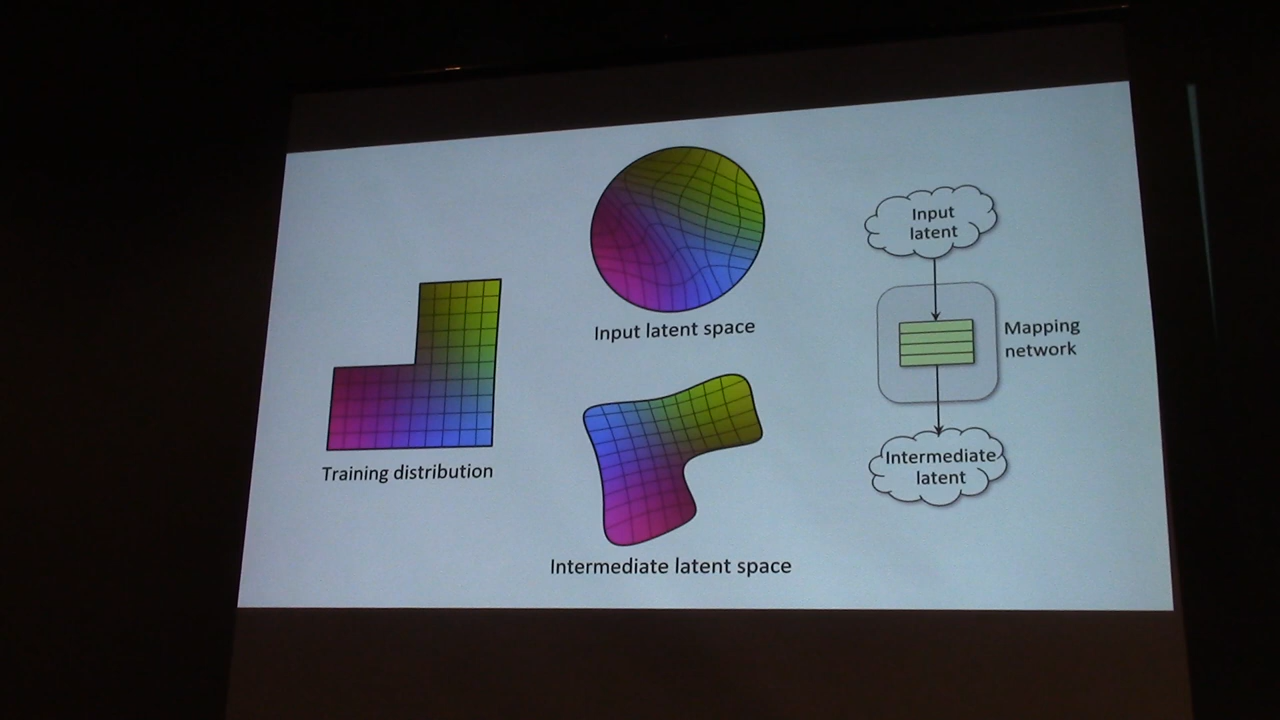 Input latent space
Training distribution
Intermediate latent space
Input
latent
Mapping
network
Intermediate
latent